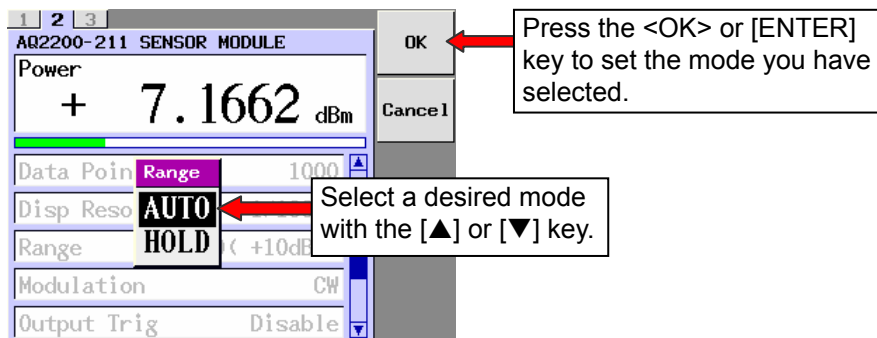 1 2 3
AQ2200-211 SENSOR MODULE
Power
+ 7.1662 dBm
OK
Cancel
Press the <OK> or [ENTER]
key to set the mode you have
selected.
Data Poin 1000
Range
AUTO
HOLD
Disp Reso
Select a desired mode
with the [▲] or [▼] key.
Range ( +10dB
Modulation CW
Output Trig Disable